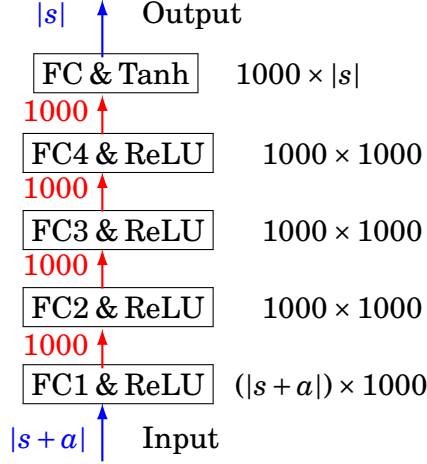 |s| Output
FC & Tanh 1000 × |s|
1000
FC4 & ReLU 1000 × 1000
1000
FC3 & ReLU 1000 × 1000
1000
FC2 & ReLU 1000 × 1000
1000
FC1 & ReLU (|s + a|) × 1000
|s + a| Input